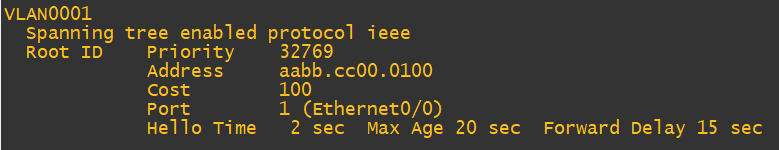 VLAN0001
  Spanning tree enabled protocol ieee
  Root ID    Priority    32769
             Address     aabb.cc00.0100
             Cost        100
             Port        1 (Ethernet0/0)
             Hello Time   2 sec  Max Age 20 sec  Forward Delay 15 sec